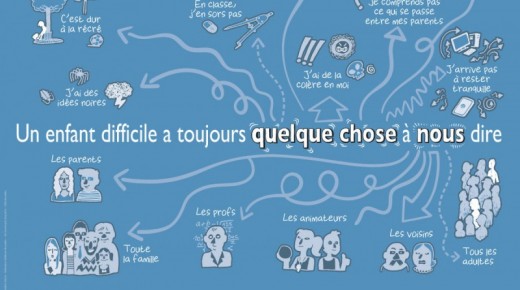 En classe,
j'en sors pas
Je comprends pas
ce qui se passe
entre mes parents
C'est dur
à la récré
!!!
J'ai de la
colère en moi
J'arrive pas
à rester
tranquille
J'ai des
idées noires
Un enfant difficile a toujours quelque chose à nous dire
Les parents
Les profs
Les animateurs
Les voisins
Toute
la famille
Tous les
adultes